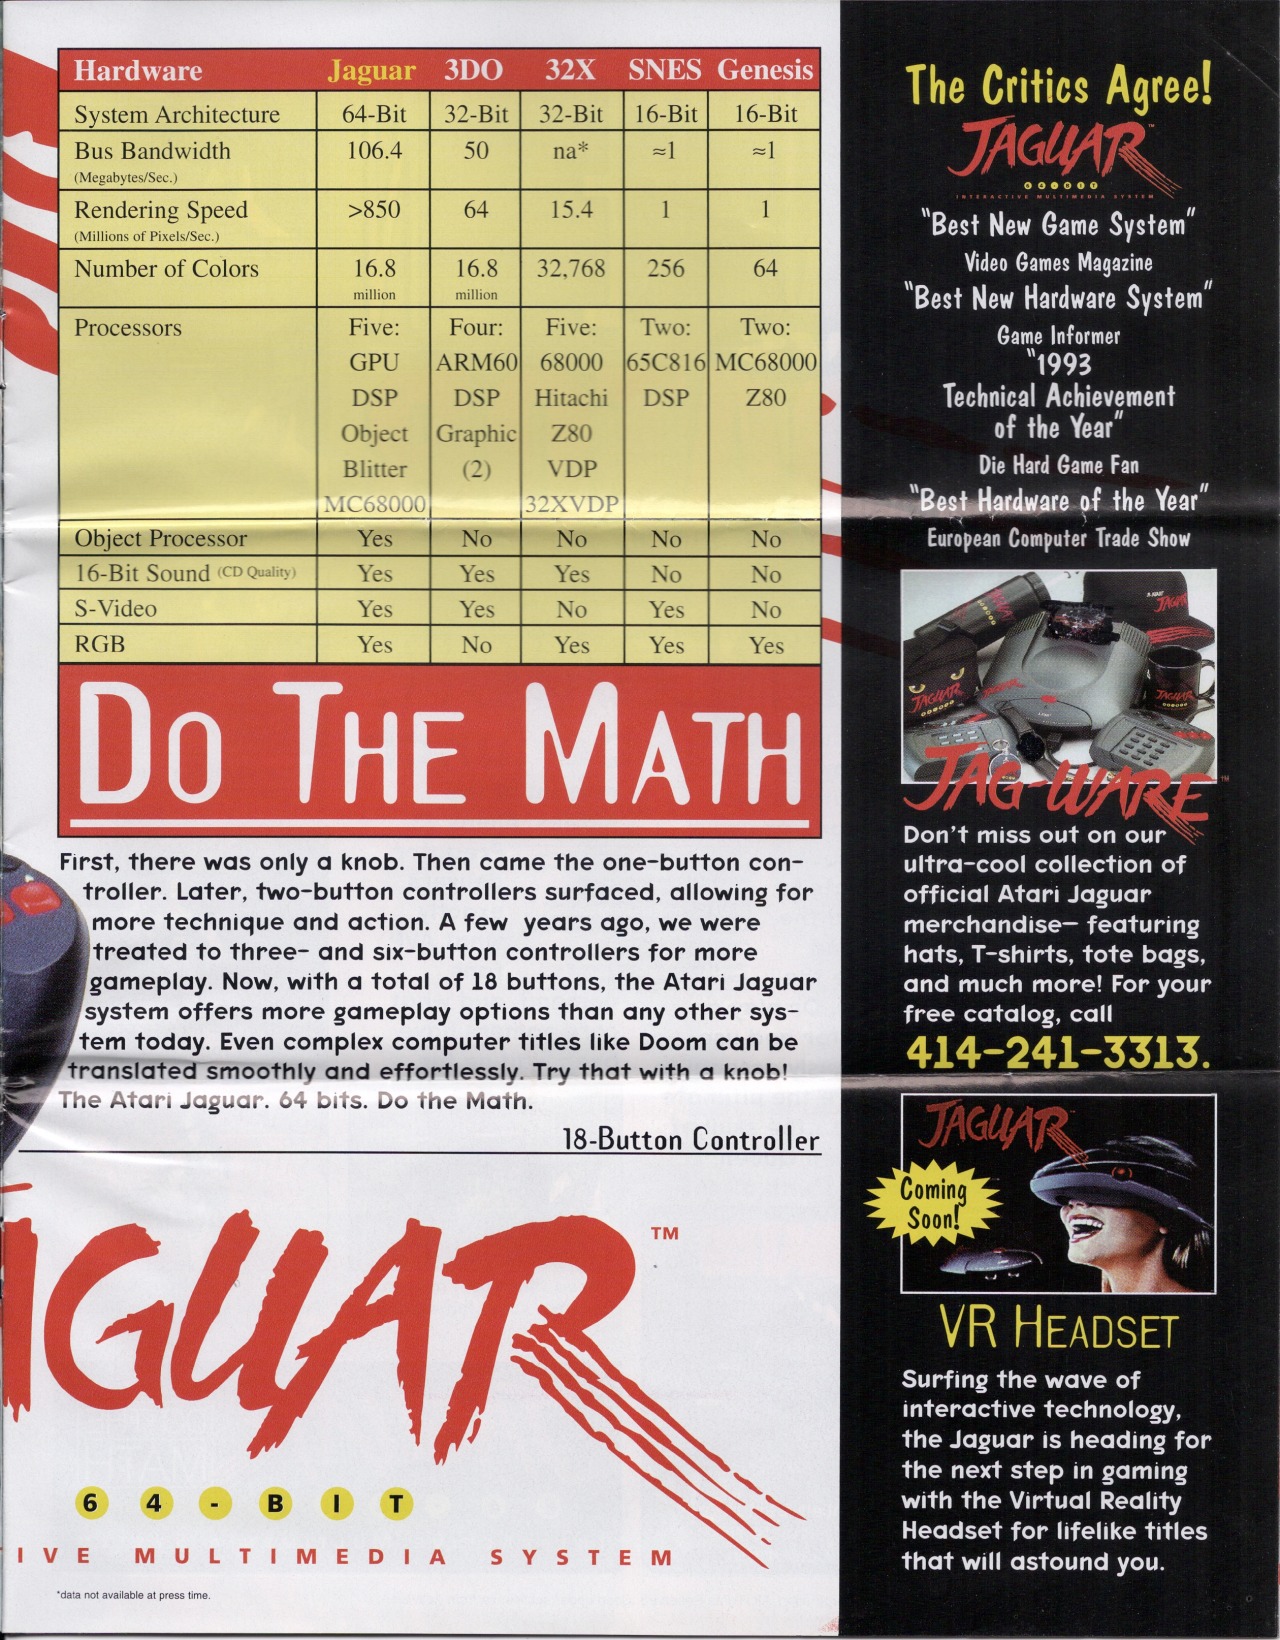 Hardware Jaguar 3DO 32X SNES Genesis
System Architecture 64-Bit 32-Bit 32-Bit 16-Bit 16-Bit
Bus Bandwidth 106.4 50 na* ≈1 ≈1
(Megabytes/Sec.)
Rendering Speed >850 64 15.4 1 1
(Millions of Pixels/Sec.)
Number of Colors 16.8 16.8 32,768 256 64
million million
Processors Five: Four: Five: Two: Two:
GPU ARM60 68000 65C816 MC68000
DSP DSP Hitachi DSP Z80
Object Graphic Z80
Blitter (2) VDP
MC68000 32XVDP
Object Processor Yes No No No No
16-Bit Sound (CD Quality) Yes Yes Yes No No
S-Video Yes Yes No Yes No
RGB Yes No Yes Yes Yes
DO THE MATH
First, there was only a knob. Then came the one-button con-
troller. Later, two-button controllers surfaced, allowing for
more technique and action. A few years ago, we were
treated to three- and six-button controllers for more
gameplay. Now, with a total of 18 buttons, the Atari Jaguar
system offers more gameplay options than any other sys-
tem today. Even complex computer titles like Doom can be
translated smoothly and effortlessly. Try that with a knob!
The Atari Jaguar. 64 bits. Do the Math.
18-Button Controller
AGUAR™
64-BIT
IVE MULTIMEDIA SYSTEM
*data not available at press time.
The Critics Agree!
JAGUAR™
64-BIT
INTERACTIVE MULTIMEDIA SYSTEM
"Best New Game System"
Video Games Magazine
"Best New Hardware System"
Game Informer
"1993
Technical Achievement
of the Year"
Die Hard Game Fan
"Best Hardware of the Year"
European Computer Trade Show
JAGUAR
JAGUAR
JAGUAR
JAG-WARE™
Don't miss out on our
ultra-cool collection of
official Atari Jaguar
merchandise- featuring
hats, T-shirts, tote bags,
and much more! For your
free catalog, call
414-241-3313.
JAGUAR
Coming
Soon!
VR HEADSET
Surfing the wave of
interactive technology,
the Jaguar is heading for
the next step in gaming
with the Virtual Reality
Headset for lifelike titles
that will astound you.